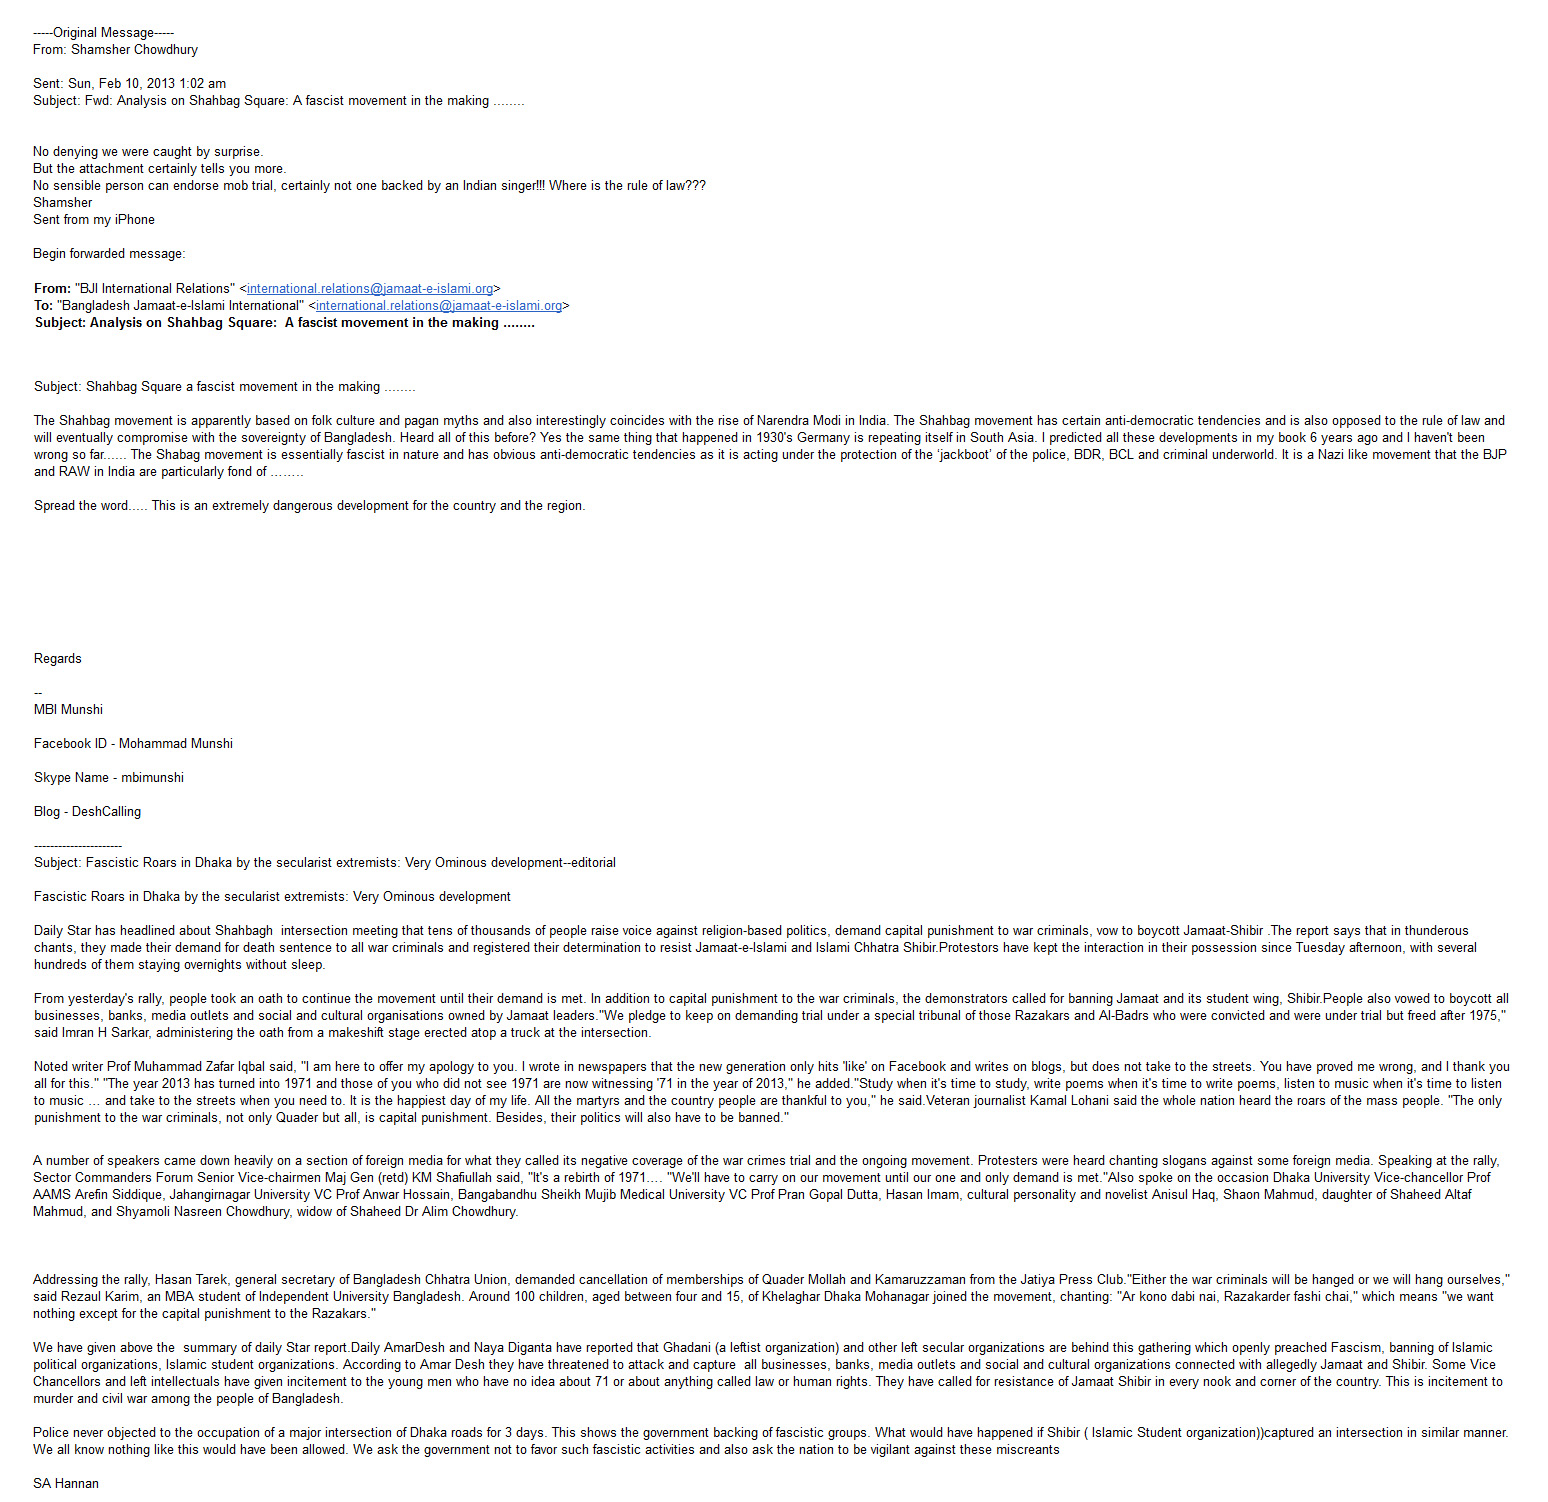 -----Original Message-----
From: Shamsher Chowdhury
Sent: Sun, Feb 10, 2013 1:02 am
Subject: Fwd: Analysis on Shahbag Square: A fascist movement in the making ........
No denying we were caught by surprise.
But the attachment certainly tells you more.
No sensible person can endorse mob trial, certainly not one backed by an Indian singer!!! Where is the rule of law???
Shamsher
Sent from my iPhone
Begin forwarded message:
From: "BJI International Relations" <international.relations@jamaat-e-islami.org>
To: "Bangladesh Jamaat-e-Islami International" <international.relations@jamaat-e-islami.org>
Subject: Analysis on Shahbag Square:  A fascist movement in the making ........
Subject: Shahbag Square a fascist movement in the making ........
The Shahbag movement is apparently based on folk culture and pagan myths and also interestingly coincides with the rise of Narendra Modi in India. The Shahbag movement has certain anti-democratic tendencies and is also opposed to the rule of law and
will eventually compromise with the sovereignty of Bangladesh. Heard all of this before? Yes the same thing that happened in 1930's Germany is repeating itself in South Asia. I predicted all these developments in my book 6 years ago and I haven't been
wrong so far...... The Shabag movement is essentially fascist in nature and has obvious anti-democratic tendencies as it is acting under the protection of the 'jackboot' of the police, BDR, BCL and criminal underworld. It is a Nazi like movement that the BJP
and RAW in India are particularly fond of ........
Spread the word..... This is an extremely dangerous development for the country and the region.
Regards
--
MBI Munshi
Facebook ID - Mohammad Munshi
Skype Name - mbimunshi
Blog - DeshCalling
----------------------
Subject: Fascistic Roars in Dhaka by the secularist extremists: Very Ominous development--editorial
Fascistic Roars in Dhaka by the secularist extremists: Very Ominous development
Daily Star has headlined about Shahbagh  intersection meeting that tens of thousands of people raise voice against religion-based politics, demand capital punishment to war criminals, vow to boycott Jamaat-Shibir .The report says that in thunderous
chants, they made their demand for death sentence to all war criminals and registered their determination to resist Jamaat-e-Islami and Islami Chhatra Shibir.Protestors have kept the interaction in their possession since Tuesday afternoon, with several
hundreds of them staying overnights without sleep.
From yesterday's rally, people took an oath to continue the movement until their demand is met. In addition to capital punishment to the war criminals, the demonstrators called for banning Jamaat and its student wing, Shibir.People also vowed to boycott all
businesses, banks, media outlets and social and cultural organisations owned by Jamaat leaders."We pledge to keep on demanding trial under a special tribunal of those Razakars and Al-Badrs who were convicted and were under trial but freed after 1975,"
said Imran H Sarkar, administering the oath from a makeshift stage erected atop a truck at the intersection.
Noted writer Prof Muhammad Zafar Iqbal said, "I am here to offer my apology to you. I wrote in newspapers that the new generation only hits 'like' on Facebook and writes on blogs, but does not take to the streets. You have proved me wrong, and I thank you
all for this." "The year 2013 has turned into 1971 and those of you who did not see 1971 are now witnessing '71 in the year of 2013," he added."Study when it's time to study, write poems when it's time to write poems, listen to music when it's time to listen
to music ... and take to the streets when you need to. It is the happiest day of my life. All the martyrs and the country people are thankful to you," he said.Veteran journalist Kamal Lohani said the whole nation heard the roars of the mass people. "The only
punishment to the war criminals, not only Quader but all, is capital punishment. Besides, their politics will also have to be banned."
A number of speakers came down heavily on a section of foreign media for what they called its negative coverage of the war crimes trial and the ongoing movement. Protesters were heard chanting slogans against some foreign media. Speaking at the rally,
Sector Commanders Forum Senior Vice-chairmen Maj Gen (retd) KM Shafiullah said, "It's a rebirth of 1971.... "We'll have to carry on our movement until our one and only demand is met."Also spoke on the occasion Dhaka University Vice-chancellor Prof
AAMS Arefin Siddique, Jahangirnagar University VC Prof Anwar Hossain, Bangabandhu Sheikh Mujib Medical University VC Prof Pran Gopal Dutta, Hasan Imam, cultural personality and novelist Anisul Haq, Shaon Mahmud, daughter of Shaheed Altaf
Mahmud, and Shyamoli Nasreen Chowdhury, widow of Shaheed Dr Alim Chowdhury.
Addressing the rally, Hasan Tarek, general secretary of Bangladesh Chhatra Union, demanded cancellation of memberships of Quader Mollah and Kamaruzzaman from the Jatiya Press Club."Either the war criminals will be hanged or we will hang ourselves,"
said Rezaul Karim, an MBA student of Independent University Bangladesh. Around 100 children, aged between four and 15, of Khelaghar Dhaka Mohanagar joined the movement, chanting: "Ar kono dabi nai, Razakarder fashi chai," which means "we want
nothing except for the capital punishment to the Razakars."
We have given above the  summary of daily Star report.Daily AmarDesh and Naya Diganta have reported that Ghadani (a leftist organization) and other left secular organizations are behind this gathering which openly preached Fascism, banning of Islamic
political organizations, Islamic student organizations. According to Amar Desh they have threatened to attack and capture  all businesses, banks, media outlets and social and cultural organizations connected with allegedly Jamaat and Shibir. Some Vice
Chancellors and left intellectuals have given incitement to the young men who have no idea about 71 or about anything called law or human rights. They have called for resistance of Jamaat Shibir in every nook and corner of the country. This is incitement to
murder and civil war among the people of Bangladesh.
Police never objected to the occupation of a major intersection of Dhaka roads for 3 days. This shows the government backing of fascistic groups. What would have happened if Shibir ( Islamic Student organization))captured an intersection in similar manner.
We all know nothing like this would have been allowed. We ask the government not to favor such fascistic activities and also ask the nation to be vigilant against these miscreants
SA Hannan